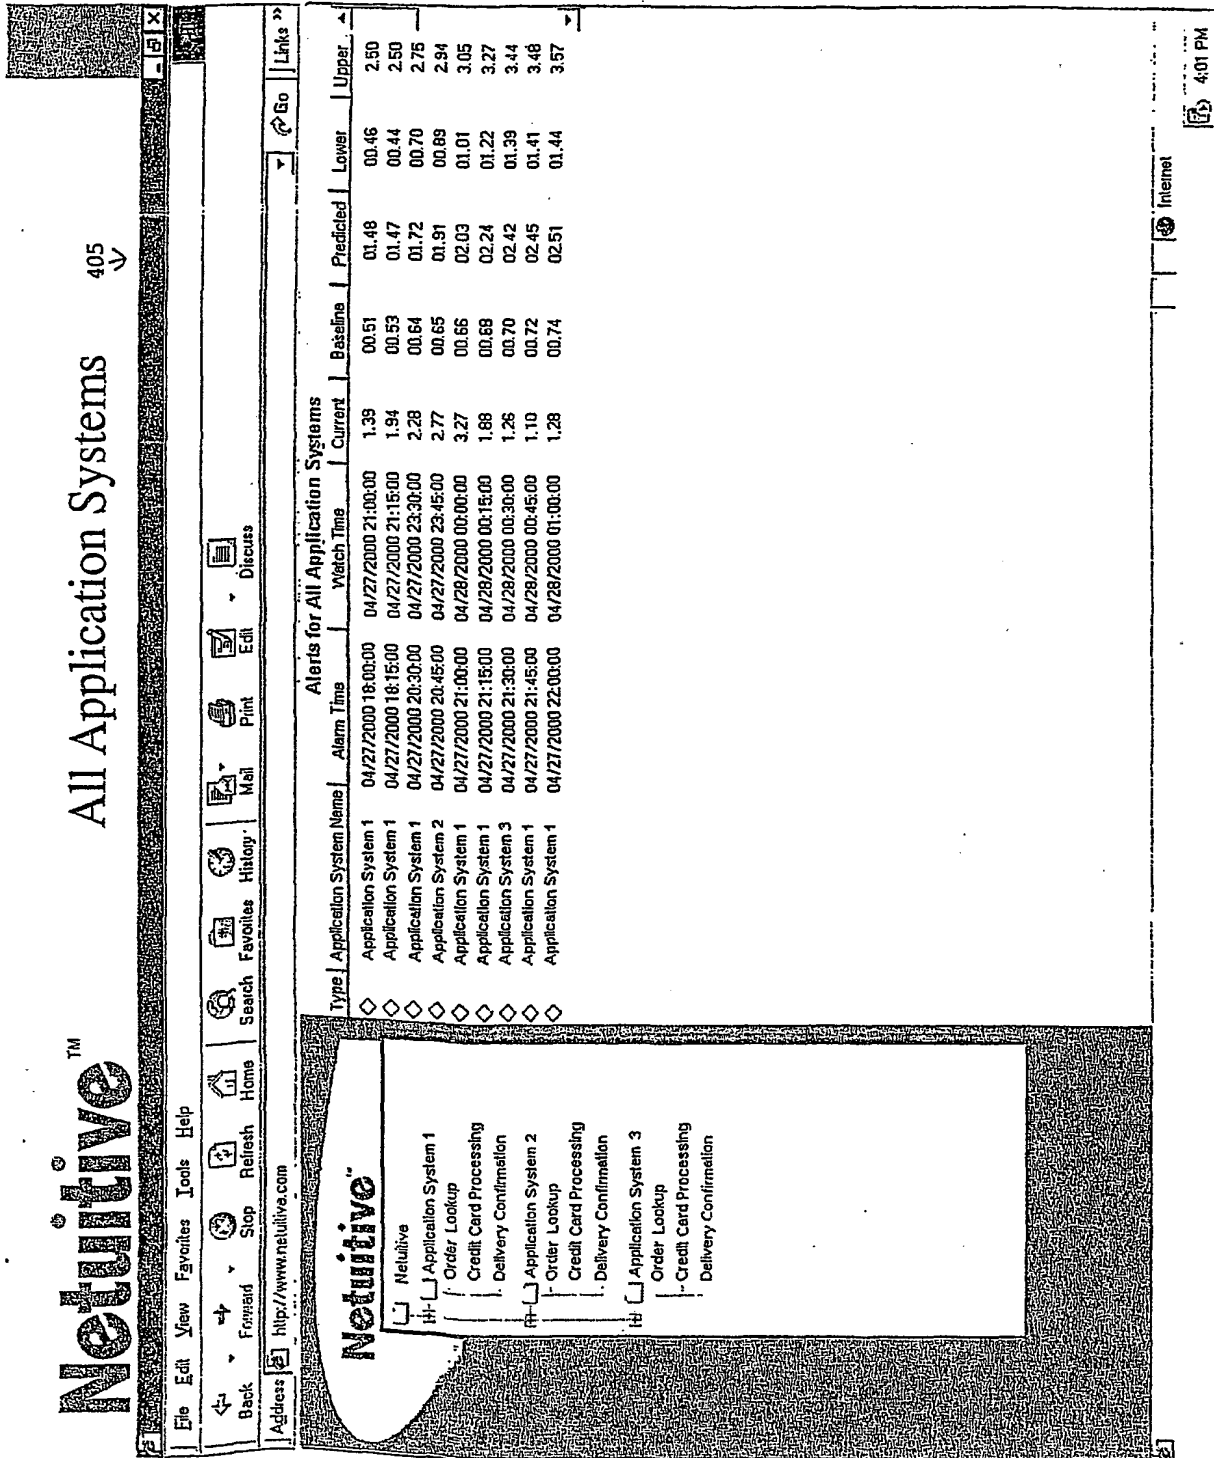 Netuitive™ All Application Systems 405
File Edit View Favorites Tools Help
Back Forward Stop Refresh Home Search Favorites History Mail Print Edit Discuss
Address http://www.netuitive.com Go Links »
Netuitive™
Netuitive
Application System 1
Order Lookup
Credit Card Processing
Delivery Confirmation
Application System 2
Order Lookup
Credit Card Processing
Delivery Confirmation
Application System 3
Order Lookup
Credit Card Processing
Delivery Confirmation
Alerts for All Application Systems
Type Application System Name Alarm Time Watch Time Current Baseline Predicted Lower Upper
Application System 1 04/27/2000 18:00:00 04/27/2000 21:00:00 1.39 00.51 01.48 00.46 2.50
Application System 1 04/27/2000 18:15:00 04/27/2000 21:15:00 1.94 00.53 01.47 00.44 2.50
Application System 1 04/27/2000 20:30:00 04/27/2000 23:30:00 2.28 00.64 01.72 00.70 2.75
Application System 2 04/27/2000 20:45:00 04/27/2000 23:45:00 2.77 00.65 01.91 00.89 2.94
Application System 1 04/27/2000 21:00:00 04/28/2000 00:00:00 3.27 00.66 02.03 01.01 3.05
Application System 1 04/27/2000 21:15:00 04/28/2000 00:15:00 1.88 00.68 02.24 01.22 3.27
Application System 3 04/27/2000 21:30:00 04/28/2000 00:30:00 1.26 00.70 02.42 01.39 3.44
Application System 1 04/27/2000 21:45:00 04/28/2000 00:45:00 1.10 00.72 02.45 01.41 3.48
Application System 1 04/27/2000 22:00:00 04/28/2000 01:00:00 1.28 00.74 02.51 01.44 3.57
Internet
4:01 PM